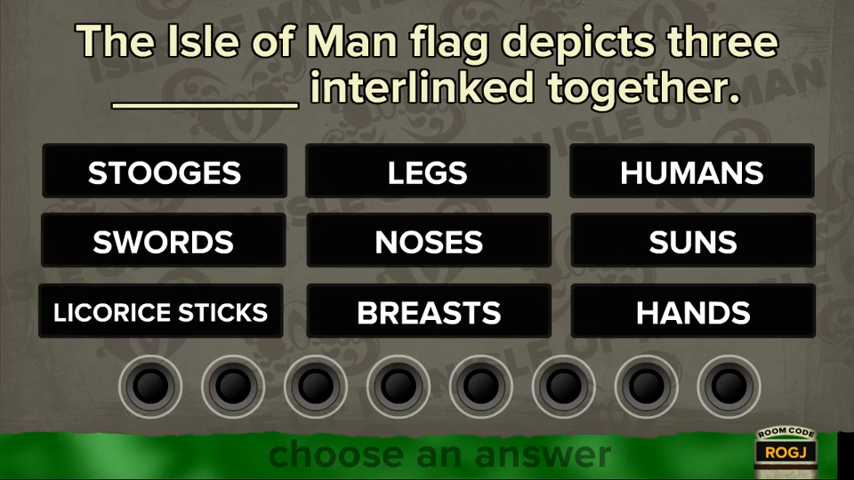 The Isle of Man flag depicts three
________ interlinked together.
STOOGES
LEGS
HUMANS
SWORDS
NOSES
SUNS
LICORICE STICKS
BREASTS
HANDS
choose an answer
ROOM CODE
ROGJ